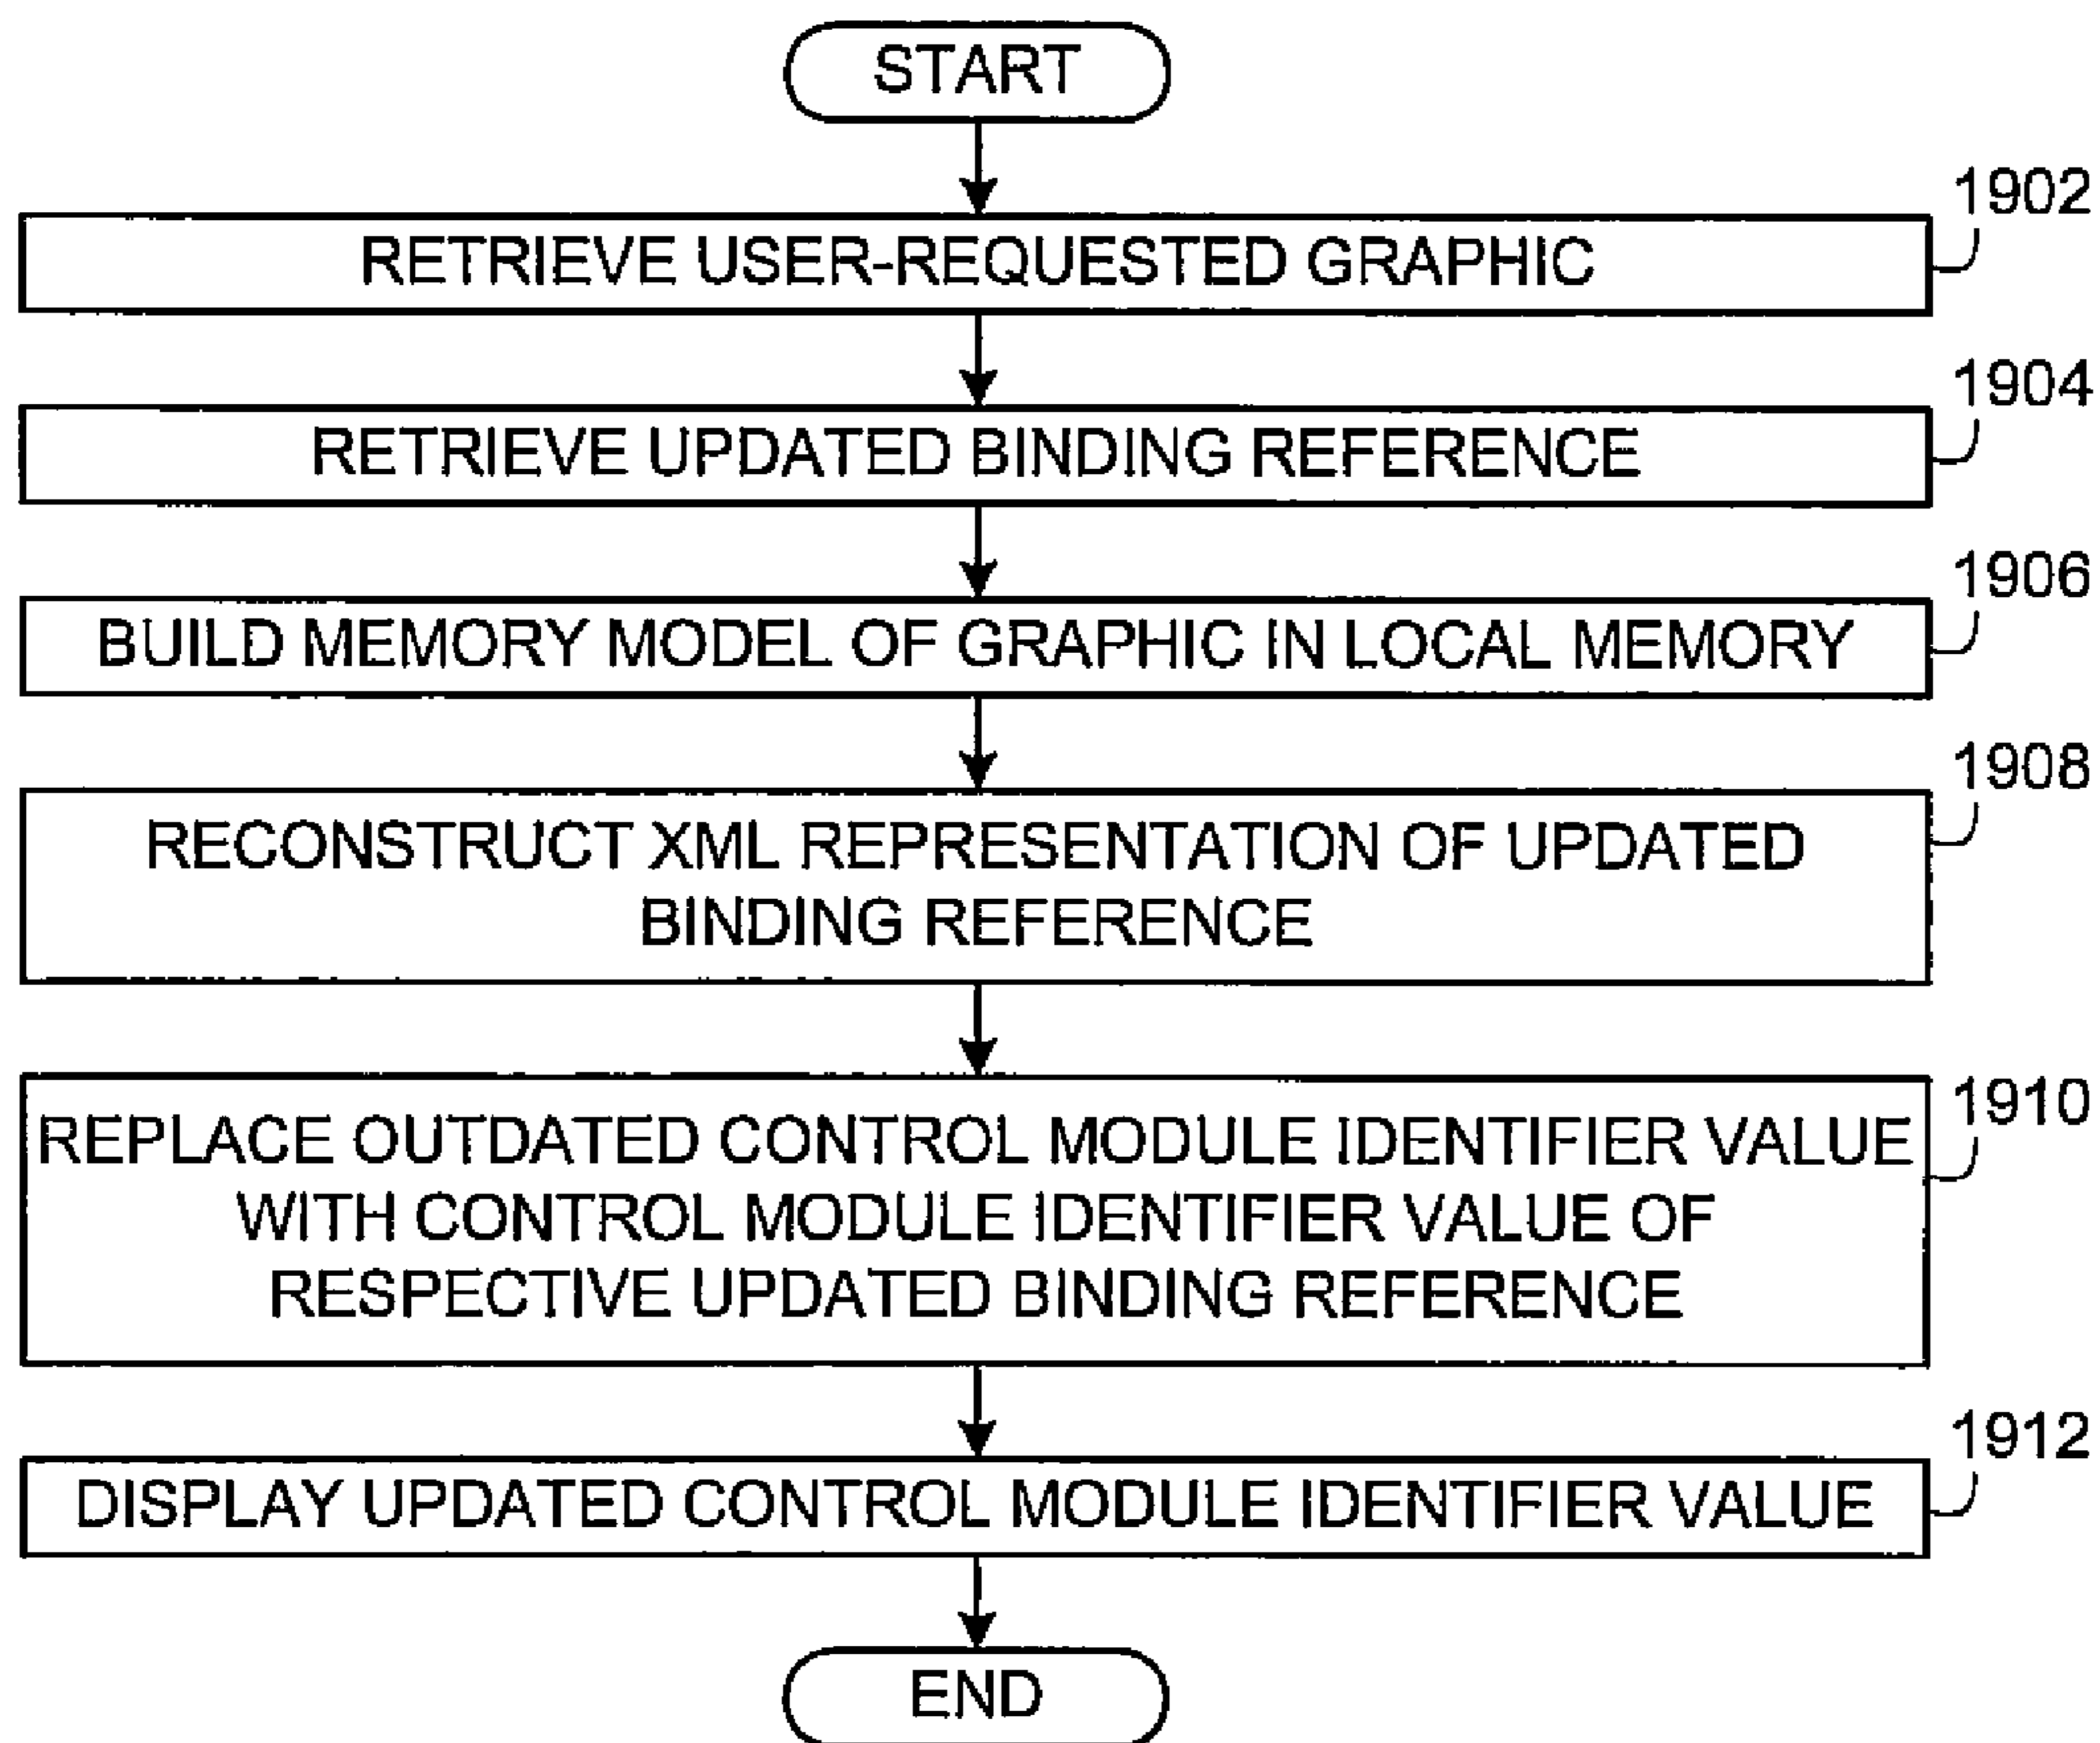 START
1902
RETRIEVE USER-REQUESTED GRAPHIC
1904
RETRIEVE UPDATED BINDING REFERENCE
1906
BUILD MEMORY MODEL OF GRAPHIC IN LOCAL MEMORY
1908
RECONSTRUCT XML REPRESENTATION OF UPDATED
BINDING REFERENCE
1910
REPLACE OUTDATED CONTROL MODULE IDENTIFIER VALUE
WITH CONTROL MODULE IDENTIFIER VALUE OF
RESPECTIVE UPDATED BINDING REFERENCE
1912
DISPLAY UPDATED CONTROL MODULE IDENTIFIER VALUE
END